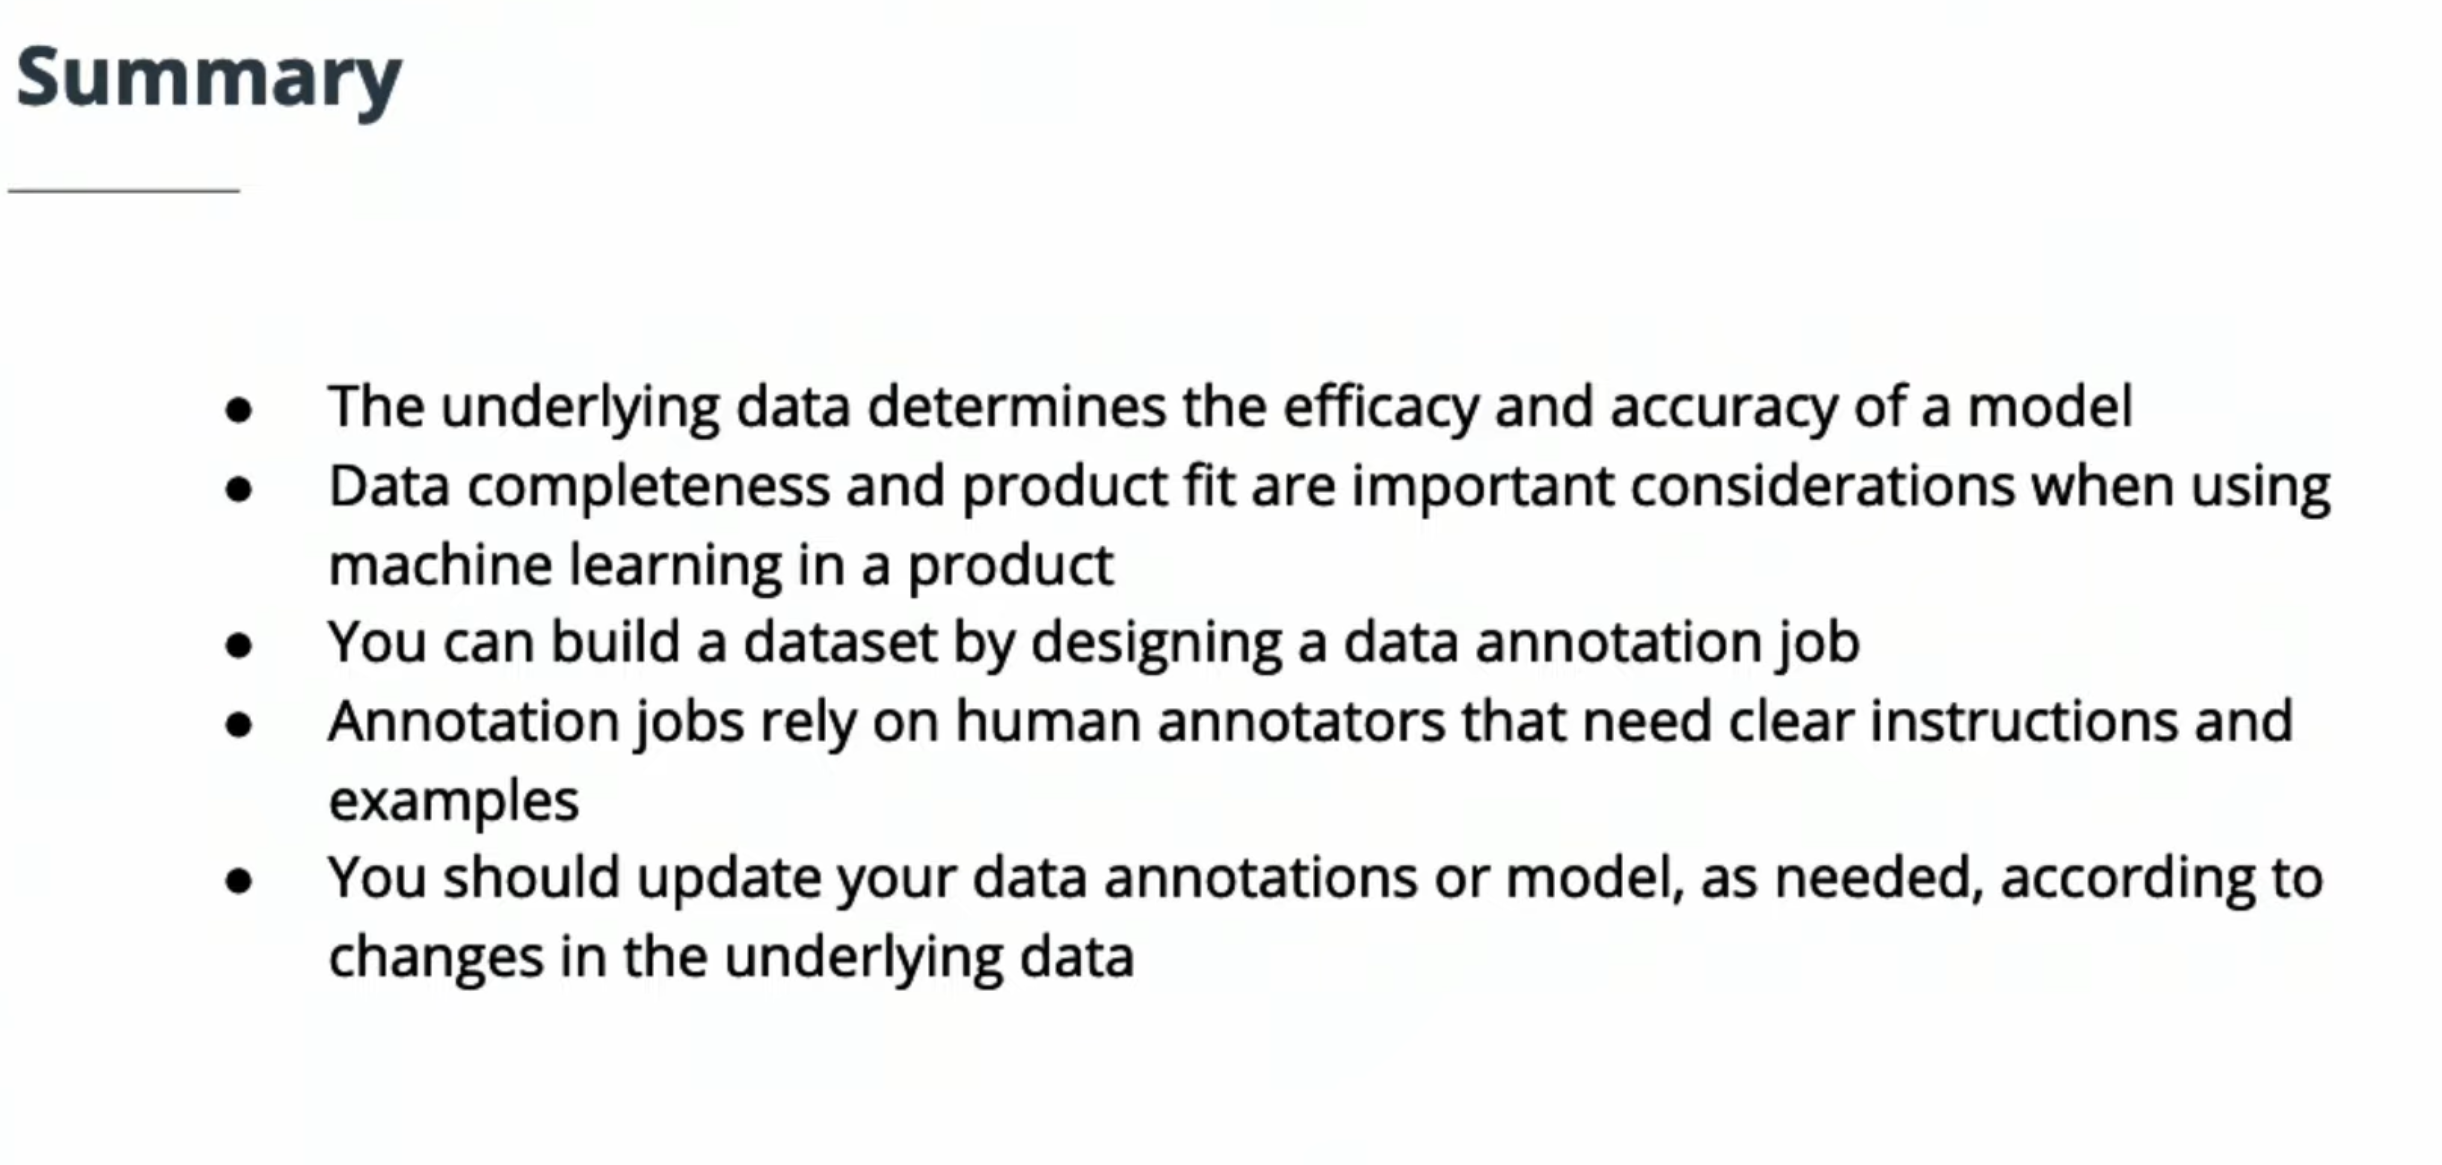 Summary
● The underlying data determines the efficacy and accuracy of a model
● Data completeness and product fit are important considerations when using
machine learning in a product
● You can build a dataset by designing a data annotation job
● Annotation jobs rely on human annotators that need clear instructions and
examples
● You should update your data annotations or model, as needed, according to
changes in the underlying data